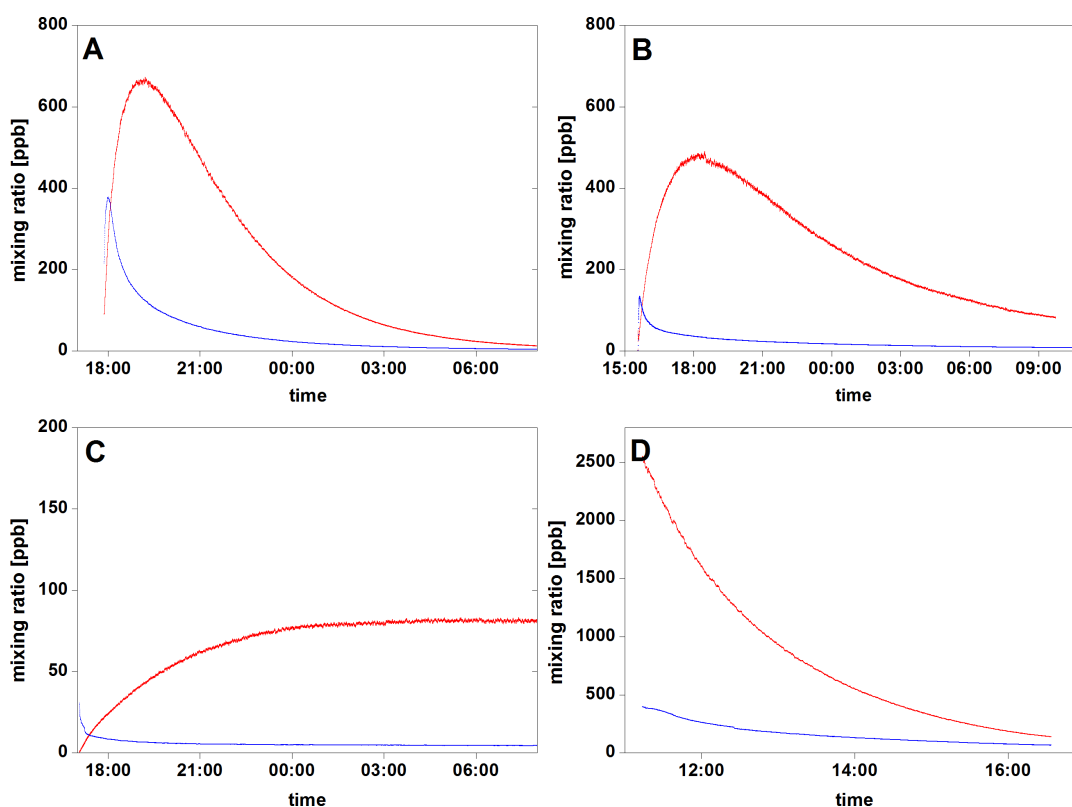 A
800
600
400
200
0
mixing ratio [ppb]
18:00 21:00 00:00 03:00 06:00
time
B
800
600
400
200
0
mixing ratio [ppb]
15:00 18:00 21:00 00:00 03:00 06:00 09:00
time
C
200
150
100
50
0
mixing ratio [ppb]
18:00 21:00 00:00 03:00 06:00
time
D
2500
2000
1500
1000
500
0
mixing ratio [ppb]
12:00 14:00 16:00
time